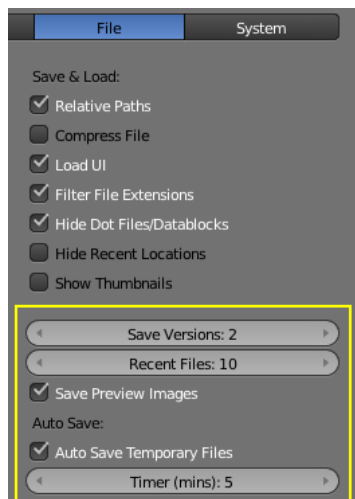 File System
Save & Load:
Relative Paths
Compress File
Load UI
Filter File Extensions
Hide Dot Files/Datablocks
Hide Recent Locations
Show Thumbnails
Save Versions: 2
Recent Files: 10
Save Preview Images
Auto Save:
Auto Save Temporary Files
Timer (mins): 5